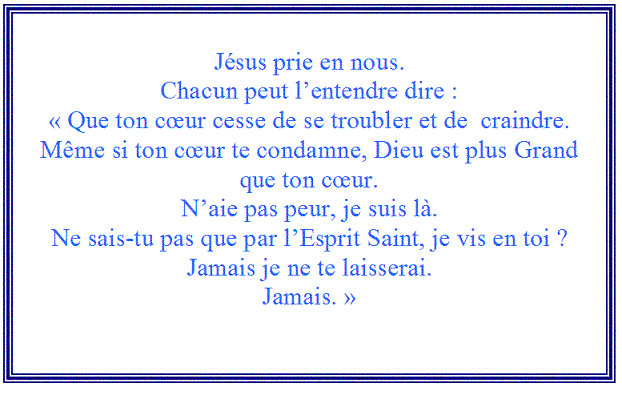 Jésus prie en nous.
Chacun peut l’entendre dire :
« Que ton cœur cesse de se troubler et de  craindre.
Même si ton cœur te condamne, Dieu est plus Grand
que ton cœur.
N’aie pas peur, je suis là.
Ne sais-tu pas que par l’Esprit Saint, je vis en toi ?
Jamais je ne te laisserai.
Jamais. »